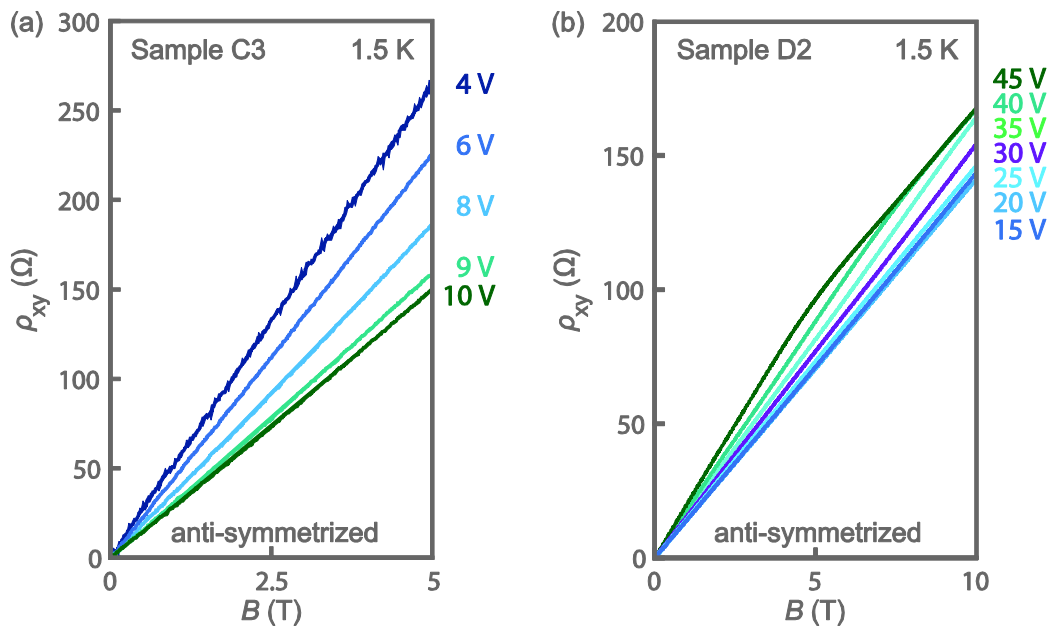 (a)
Sample C3 1.5 K
300
250
200
150
100
50
0
ρxy (Ω)
4 V
6 V
8 V
9 V
10 V
anti-symmetrized
0 2.5 5
B (T)
(b)
Sample D2 1.5 K
200
150
100
50
0
ρxy (Ω)
45 V
40 V
35 V
30 V
25 V
20 V
15 V
anti-symmetrized
0 5 10
B (T)